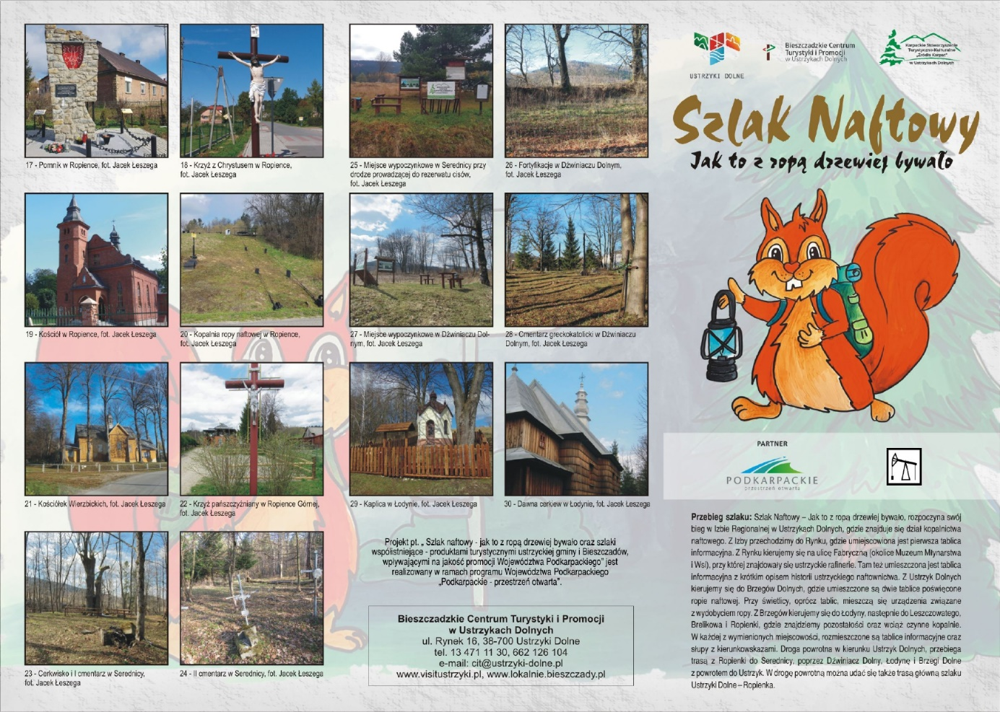 17 - Pomnik w Ropience, fot. Jacek Łeszega
18 - Krzyż z Chrystusem w Ropience,
fot. Jacek Łeszega
19 - Kościół w Ropience, fot. Jacek Łeszega
20 - Kopalnia ropy naftowej w Ropience,
fot. Jacek Łeszega
21 - Kościółek Wierzbickich, fot. Jacek Łeszega
22 - Krzyż pańszczyźniany w Ropience Górnej,
fot. Jacek Łeszega
23 - Cerkwisko i I cmentarz w Serednicy,
fot. Jacek Łeszega
24 - II cmentarz w Serednicy, fot. Jacek Łeszega
25 - Miejsce wypoczynkowe w Serednicy przy
drodze prowadzącej do rezerwatu cisów,
fot. Jacek Łeszega
26 - Fortyfikacje w Dźwiniaczu Dolnym,
fot. Jacek Łeszega
27 - Miejsce wypoczynkowe w Dźwiniaczu Dol-
nym, fot. Jacek Łeszega
28 - Cmentarz greckokatolicki w Dźwiniaczu
Dolnym, fot. Jacek Łeszega
29 - Kaplica w Łodynie, fot. Jacek Łeszega
30 - Dawna cerkiew w Łodynie, fot. Jacek Łeszega
Projekt pt. „ Szlak naftowy - jak to z ropą drzewiej bywało oraz szlaki
współistniejące - produktami turystycznymi ustrzyckiej gminy i Bieszczadów,
wpływającymi na jakość promocji Województwa Podkarpackiego” jest
realizowany w ramach programu Województwa Podkarpackiego
„Podkarpackie - przestrzeń otwarta”.
Bieszczadzkie Centrum Turystyki i Promocji
w Ustrzykach Dolnych
ul. Rynek 16, 38-700 Ustrzyki Dolne
tel. 13 471 11 30, 662 126 104
e-mail: cit@ustrzyki-dolne.pl
www.visitustrzyki.pl, www.lokalnie.bieszczady.pl
USTRZYKI DOLNE
Bieszczadzkie Centrum
Turystyki i Promocji
w Ustrzykach Dolnych
Karpackie Stowarzyszenie
Turystyczno-Kulturalne
„Źródła Karpat”
w Ustrzykach Dolnych
Szlak Naftowy
Jak to z ropą drzewiej bywało
PARTNER
PODKARPACKIE
przestrzeń otwarta
Przebieg szlaku: Szlak Naftowy – Jak to z ropą drzewiej bywało, rozpoczyna swój
bieg w Izbie Regionalnej w Ustrzykach Dolnych, gdzie znajduje się dział kopalnictwa
naftowego. Z Izby przechodzimy do Rynku, gdzie umiejscowiona jest pierwsza tablica
informacyjna. Z Rynku kierujemy się na ulicę Fabryczną (okolice Muzeum Młynarstwa
i Wsi), przy której znajdowały się ustrzyckie rafinerie. Tam też umieszczona jest tablica
informacyjna z krótkim opisem historii ustrzyckiego naftownictwa. Z Ustrzyk Dolnych
kierujemy się do Brzegów Dolnych, gdzie umieszczone są dwie tablice poświęcone
ropie naftowej. Przy świetlicy, oprócz tablic, mieszczą się urządzenia związane
z wydobyciem ropy. Z Brzegów kierujemy się do Łodyny, następnie do Leszczowatego,
Brelikowa i Ropienki, gdzie znajdziemy pozostałości oraz wciąż czynne kopalnie.
W każdej z wymienionych miejscowości, rozmieszczone są tablice informacyjne oraz
słupy z kierunkowskazami. Droga powrotna w kierunku Ustrzyk Dolnych, przebiega
trasą z Ropienki do Serednicy, poprzez Dźwiniacz Dolny, Łodynę i Brzegi Dolne
z powrotem do Ustrzyk. W drogę powrotną można udać się także trasą główną szlaku
Ustrzyki Dolne – Ropienka.